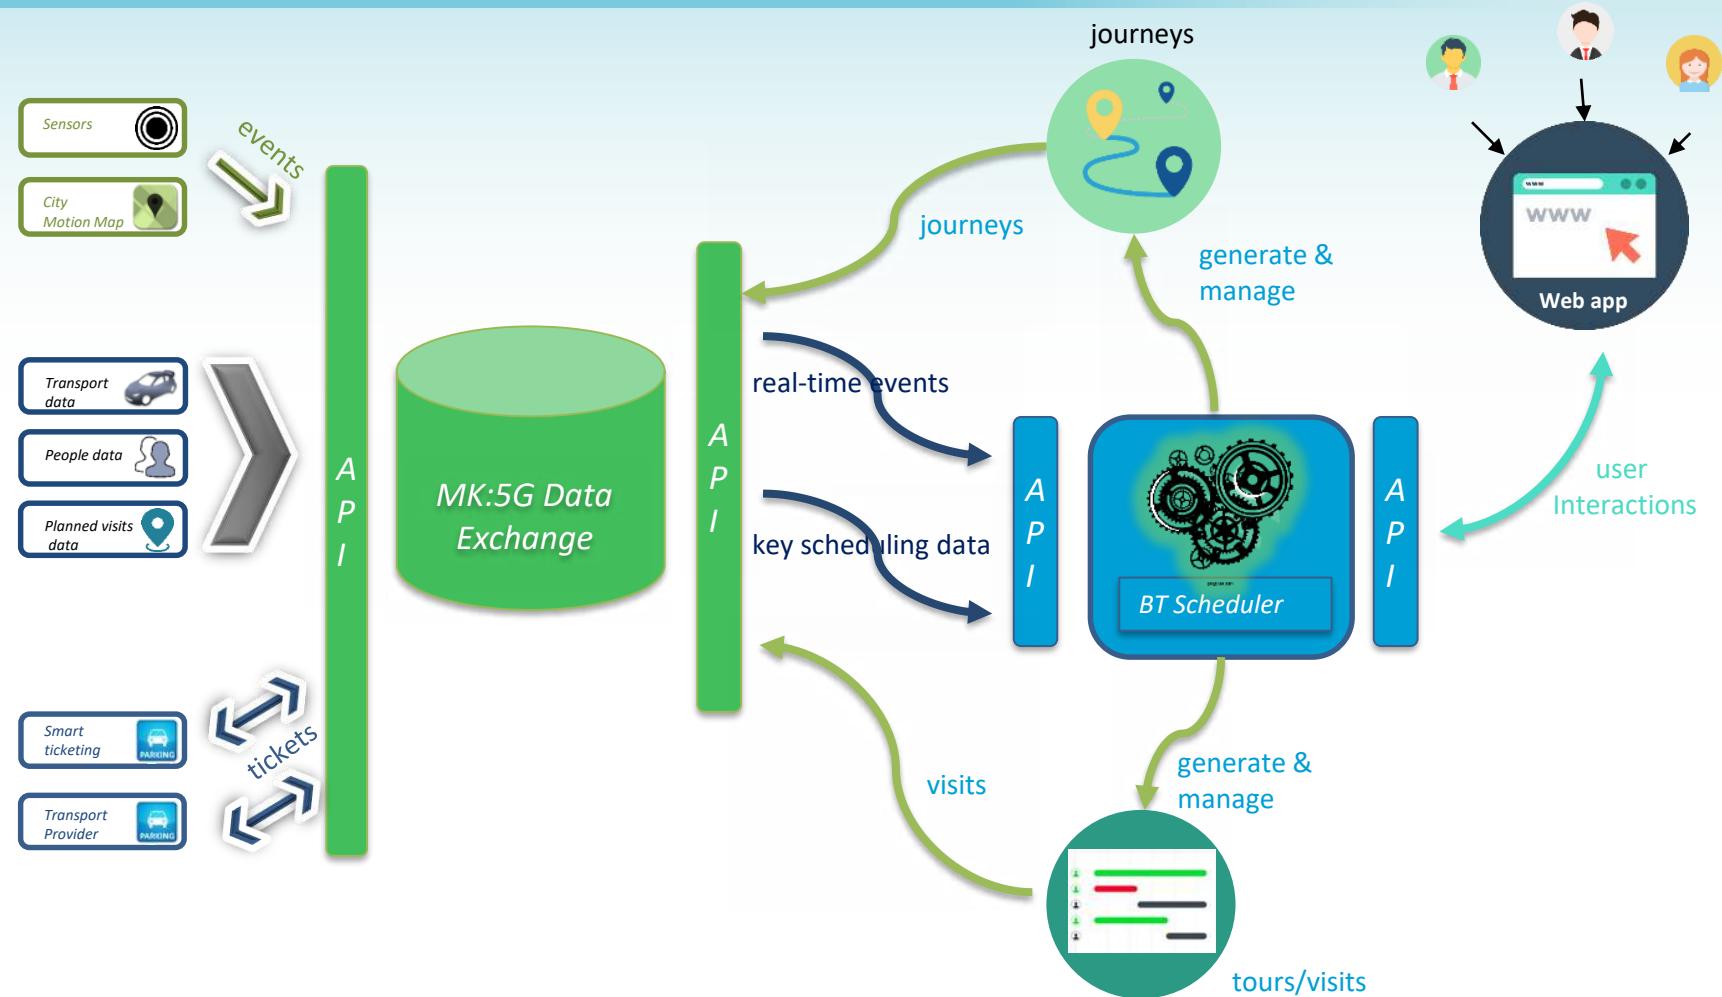 journeys
Sensors
events
City
Motion Map
www
www
Web app
journeys
generate &
manage
Transport
data
real-time events
People data
A
P
I
MK:5G Data
Exchange
A
P
I
A
P
I
BT Scheduler
A
P
I
user
Interactions
Planned visits
data
key scheduling data
Smart
ticketing
PARKING
tickets
Transport
Provider
PARKING
visits
generate &
manage
tours/visits